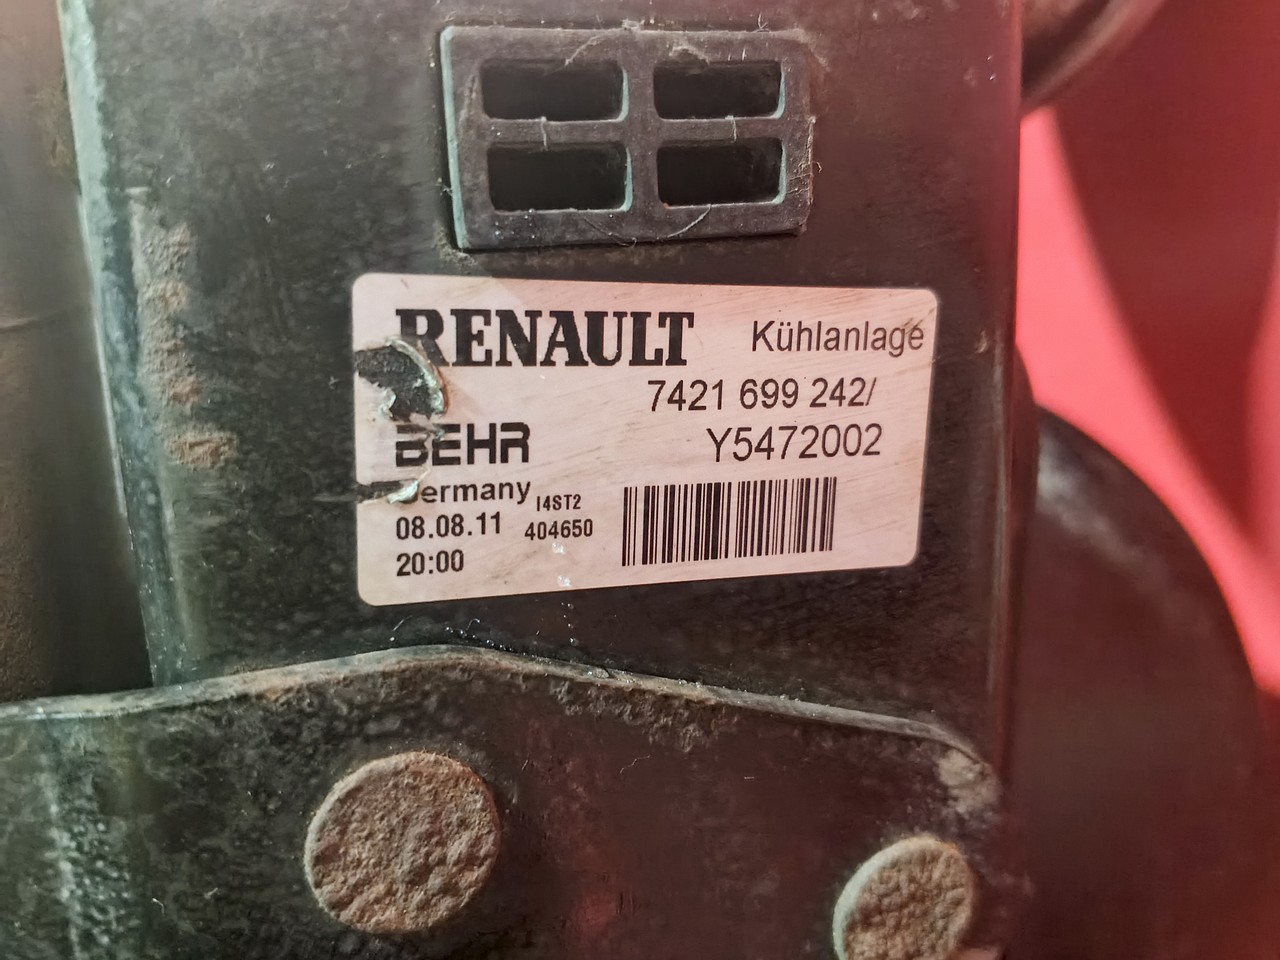 RENAULT Kühlanlage
7421 699 242/
BEHR Y5472002
Germany I4ST2
08.08.11 404650
20:00